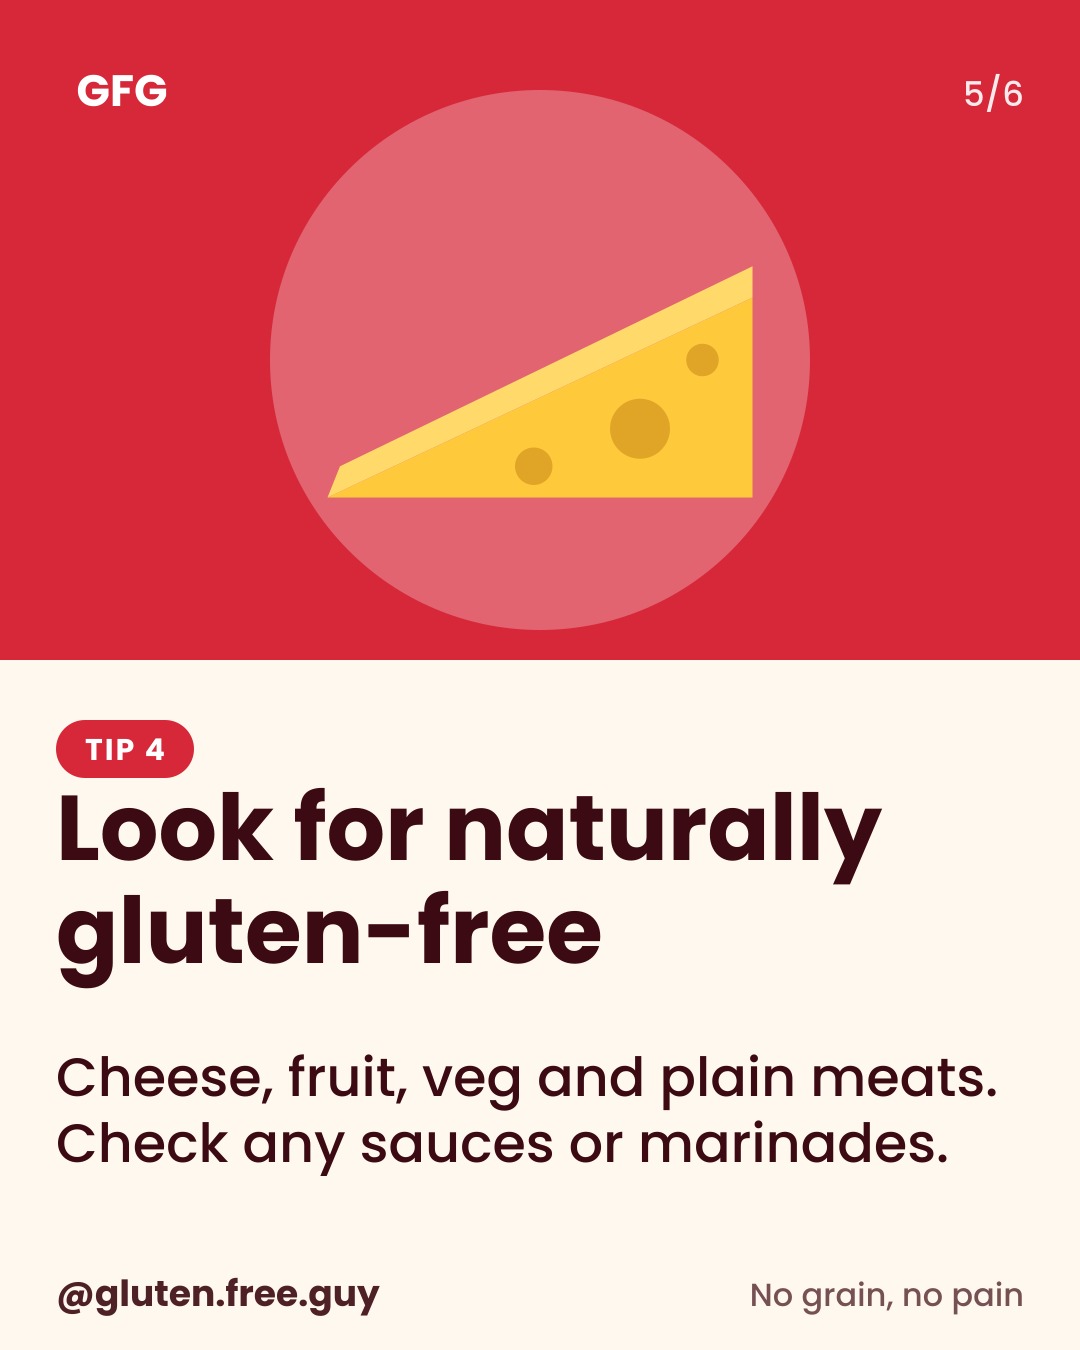 GFG
5/6
TIP 4
Look for naturally
gluten-free
Cheese, fruit, veg and plain meats.
Check any sauces or marinades.
@gluten.free.guy
No grain, no pain